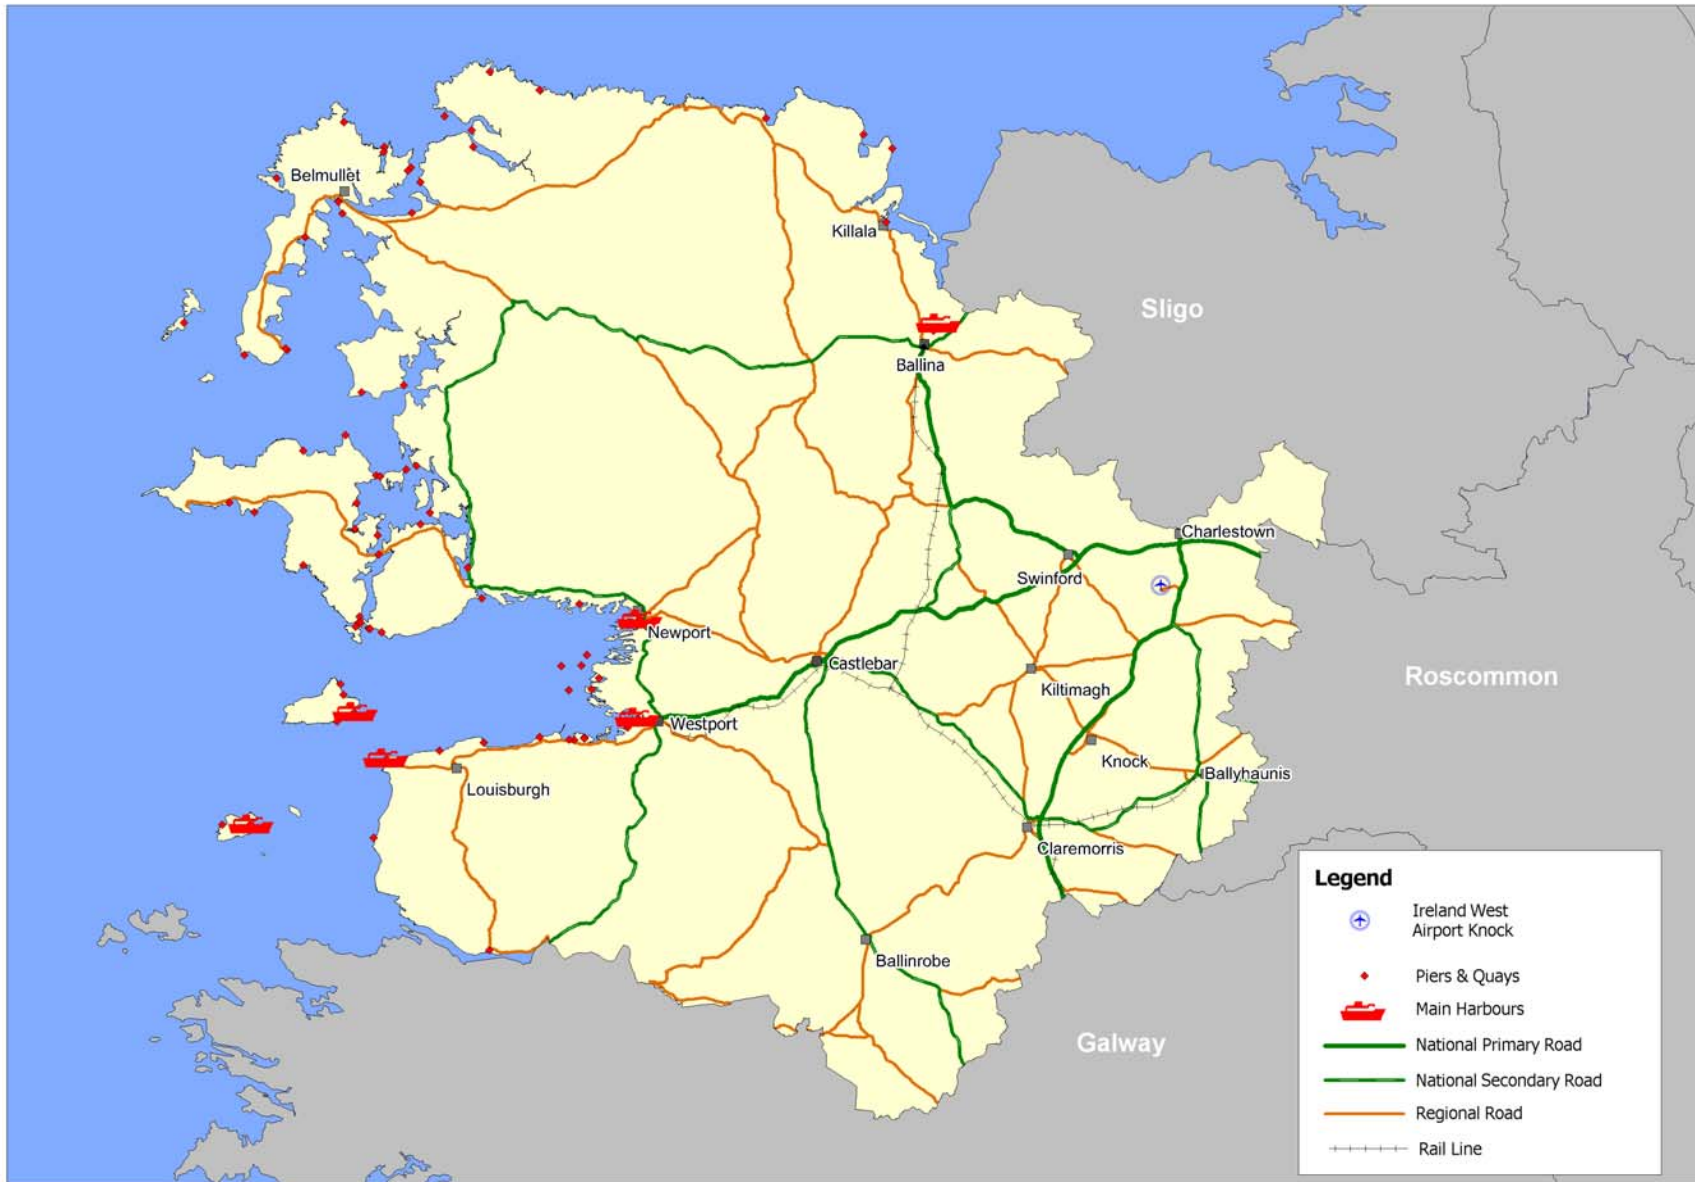 Belmullet
Killala
Sligo
Ballina
Charlestown
Swinford
Newport
Castlebar
Kiltimagh
Roscommon
Westport
Knock
Ballyhaunis
Louisburgh
Claremorris
Ballinrobe
Galway
Legend
Ireland West
Airport Knock
Piers & Quays
Main Harbours
National Primary Road
National Secondary Road
Regional Road
Rail Line